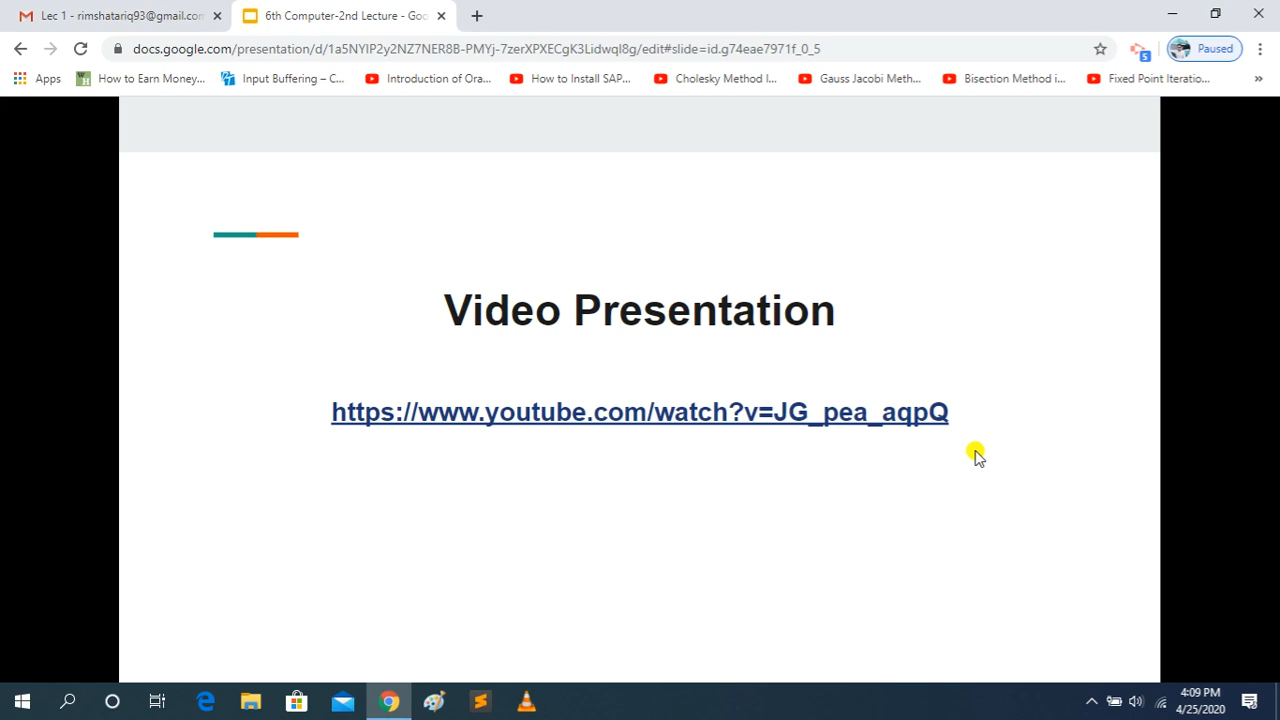 Lec 1 - rimshatariq93@gmail.com
6th Computer-2nd Lecture - Goo
docs.google.com/presentation/d/1a5NYIP2y2NZ7NER8B-PNYj-7zerXPXECgK3Lidwql8g/edit#slide=id.g74eae7971f_0_5
5
Paused
Apps
How to Earn Money...
Input Buffering – C...
Introduction of Ora...
How to Install SAP...
Cholesky Method I...
Gauss Jacobi Meth...
Bisection Method i...
Fixed Point Iteratio...
»
Video Presentation
https://www.youtube.com/watch?v=JG_pea_aqpQ
4:09 PM
4/25/2020